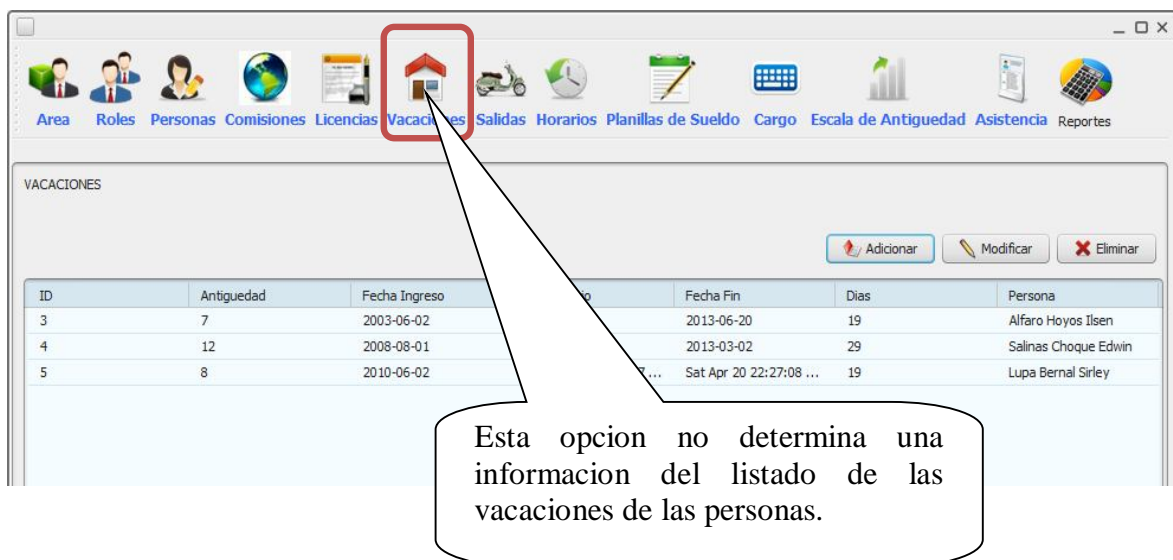 Area Roles Personas Comisiones Licencias Vacaciones Salidas Horarios Planillas de Sueldo Cargo Escala de Antiguedad Asistencia Reportes
VACACIONES
Adicionar Modificar Eliminar
ID Antiguedad Fecha Ingreso Fecha Fin Dias Persona
3 7 2003-06-02 2013-06-20 19 Alfaro Hoyos Ilsen
4 12 2008-08-01 2013-03-02 29 Salinas Choque Edwin
5 8 2010-06-02 7 ... Sat Apr 20 22:27:08 ... 19 Lupa Bernal Sirley
Esta opcion no determina una
informacion del listado de las
vacaciones de las personas.